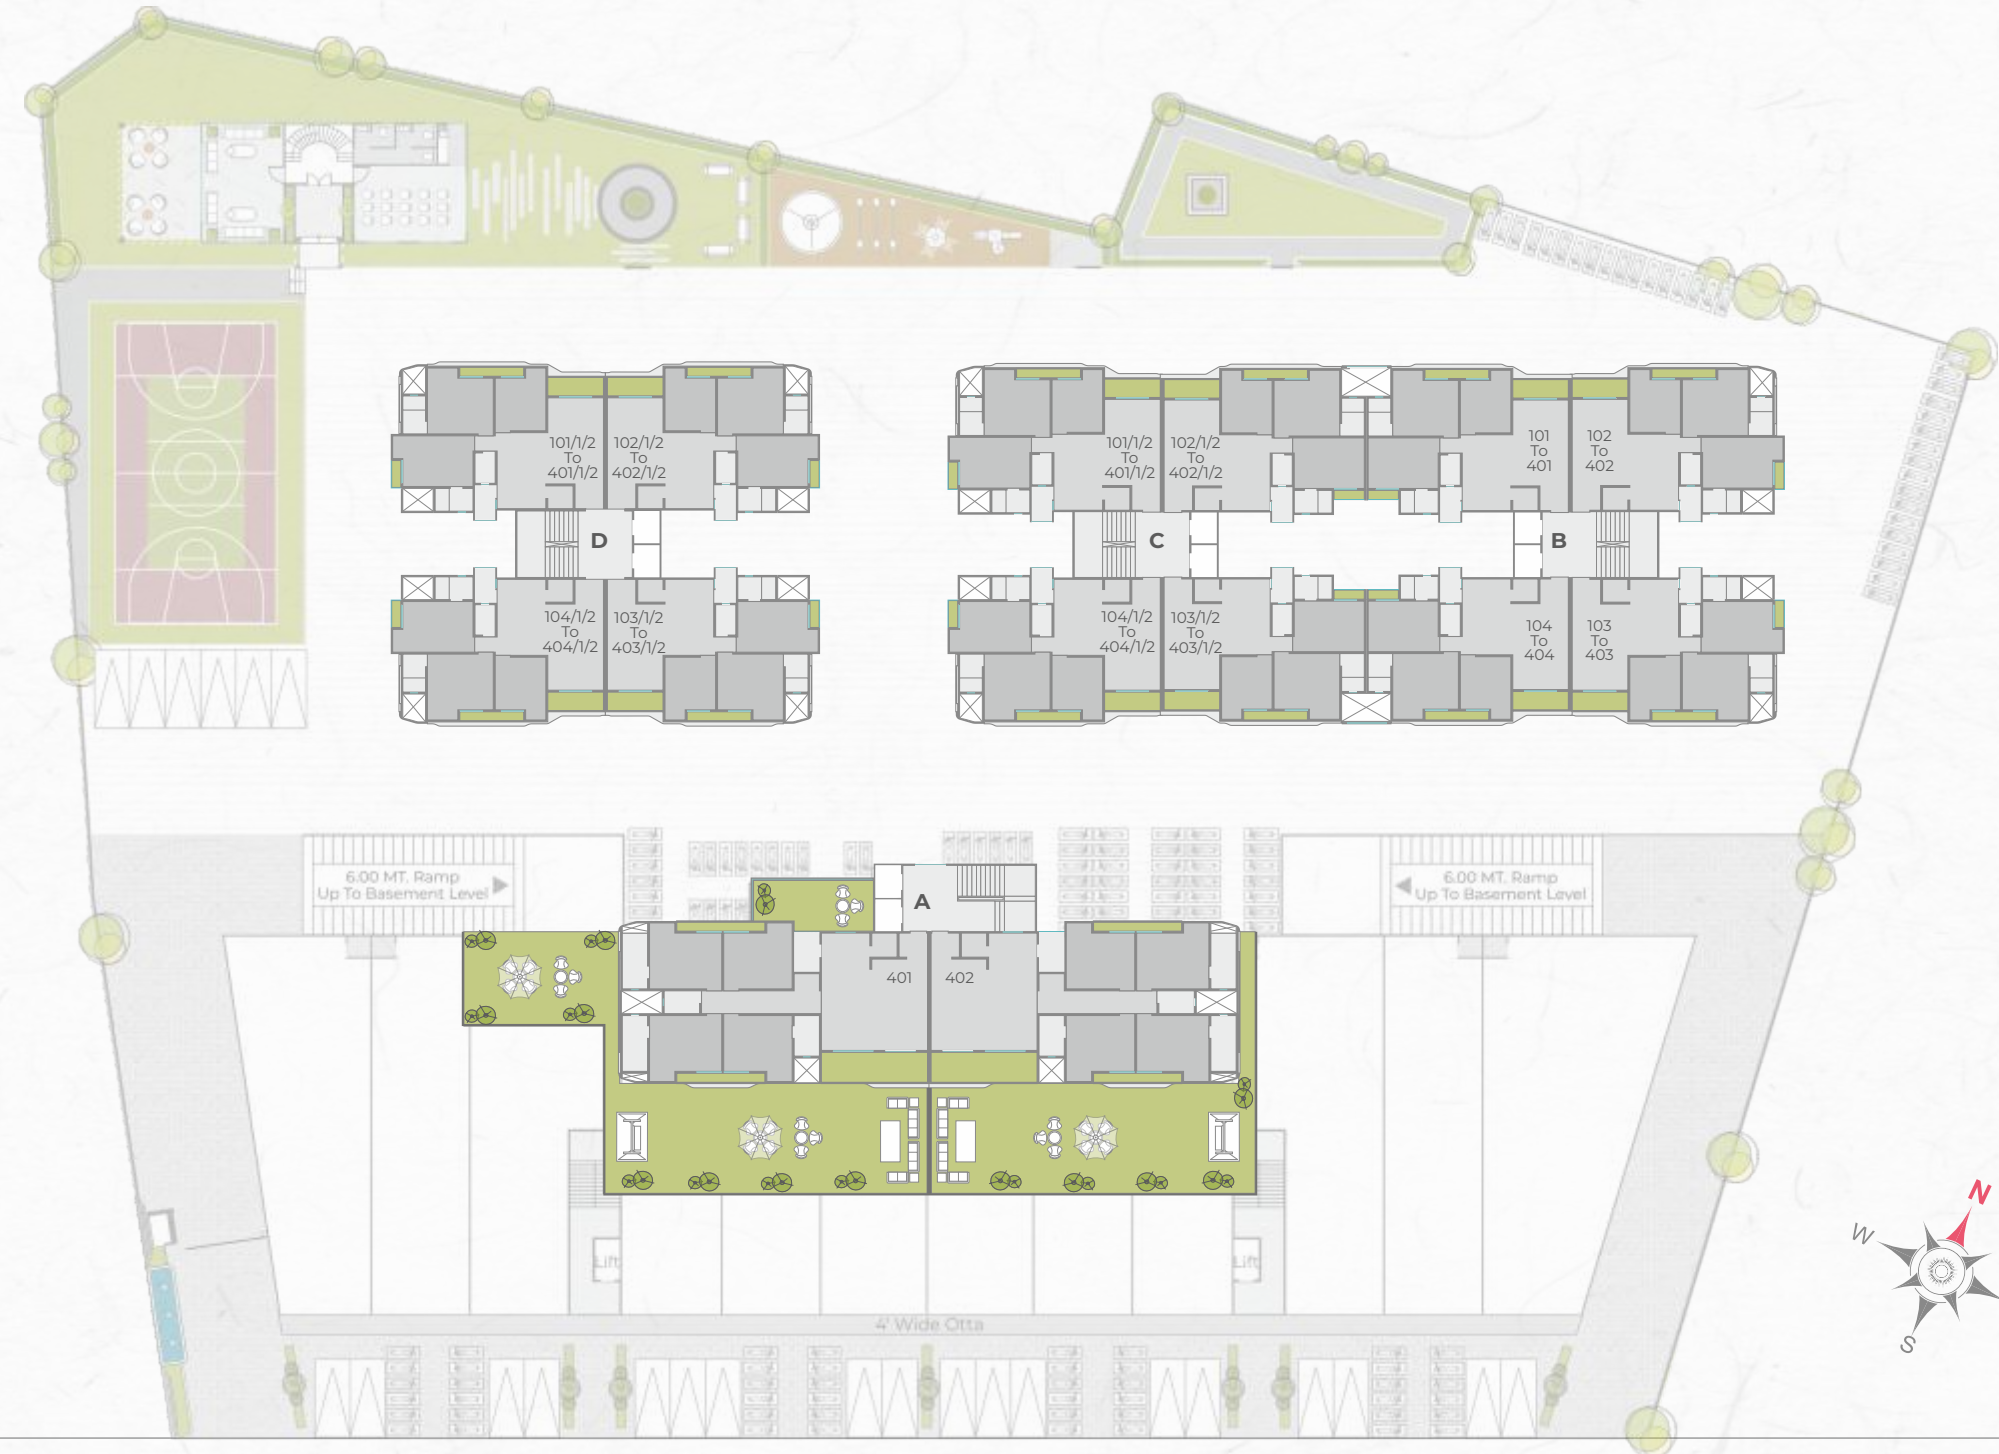 101/1/2
To
401/1/2
102/1/2
To
402/1/2
101/1/2
To
401/1/2
102/1/2
To
402/1/2
101
To
401
102
To
402
D
C
B
104/1/2
To
404/1/2
103/1/2
To
403/1/2
104/1/2
To
404/1/2
103/1/2
To
403/1/2
104
To
404
103
To
403
6.00 MT. Ramp
Up To Basement Level
A
6.00 MT. Ramp
Up To Basement Level
401
402
N
W
S
Lift
Lift
4' Wide Otta